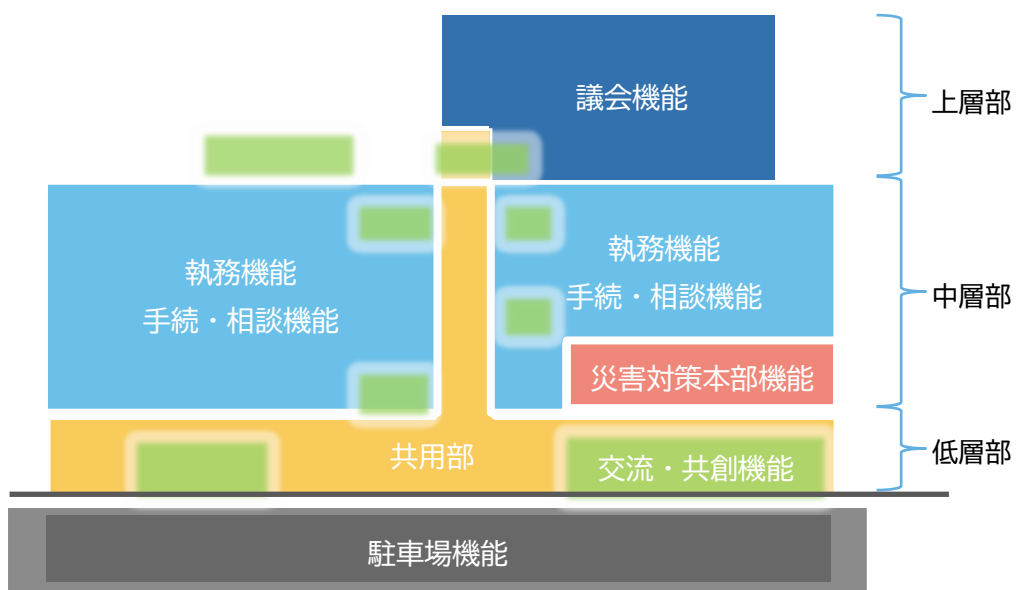 議会機能
上層部
執務機能
手続・相談機能
執務機能
手続・相談機能
中層部
災害対策本部機能
共用部
交流・共創機能
低層部
駐車場機能